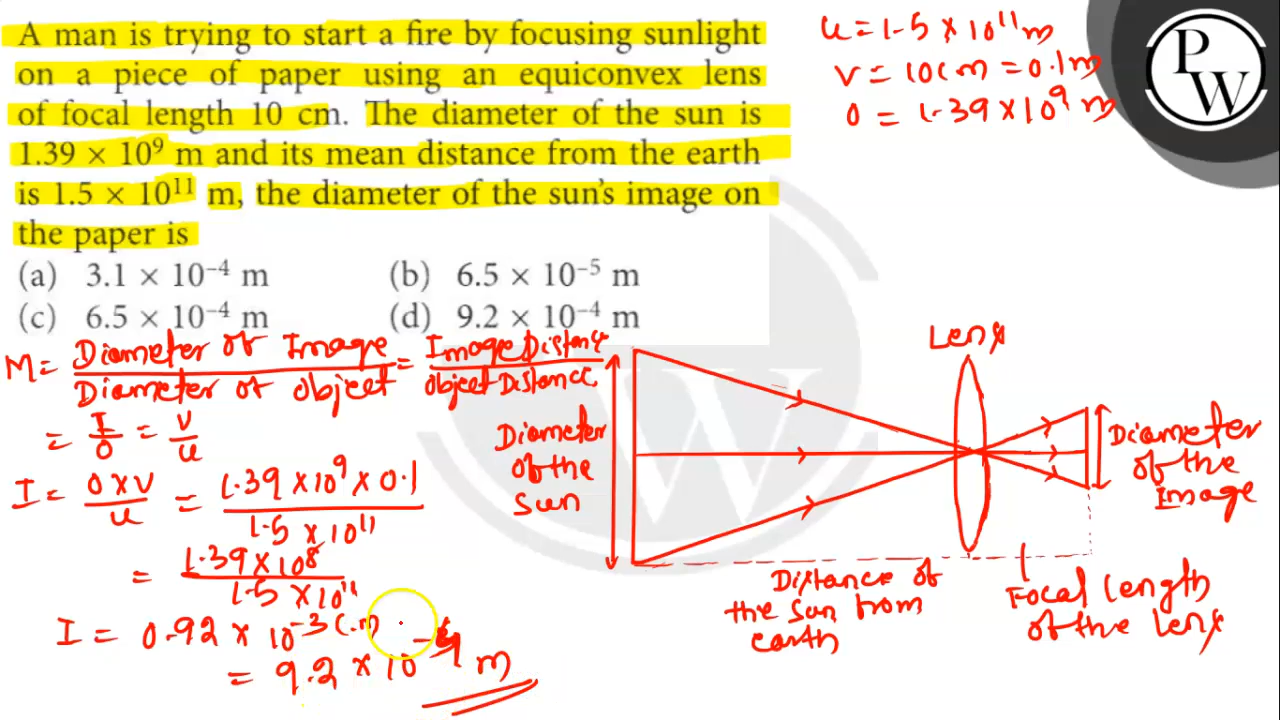 A man is trying to start a fire by focusing sunlight
on a piece of paper using an equiconvex lens
of focal length 10 cm. The diameter of the sun is
1.39 × 10⁹ m and its mean distance from the earth
is 1.5 × 10¹¹ m, the diameter of the sun's image on
the paper is
(a) 3.1 × 10⁻⁴ m (b) 6.5 × 10⁻⁵ m
(c) 6.5 × 10⁻⁴ m (d) 9.2 × 10⁻⁴ m
u = 1.5 × 10¹¹ m
v = 10cm = 0.1m
O = 1.39 × 10⁹ m
PW
M = Diameter of Image / Diameter of object = Image Distance / Object Distance
= I/O = v/u
I = O×v / u = 1.39 × 10⁹ × 0.1 / 1.5 × 10¹¹
= 1.39 × 10⁸ / 1.5 × 10¹¹
I = 0.92 × 10⁻³
= 9.2 × 10⁻⁴ m
Lens
Diameter
of the
sun
Diameter
of the
Image
Distance of
the sun from
earth
Focal length
of the lens